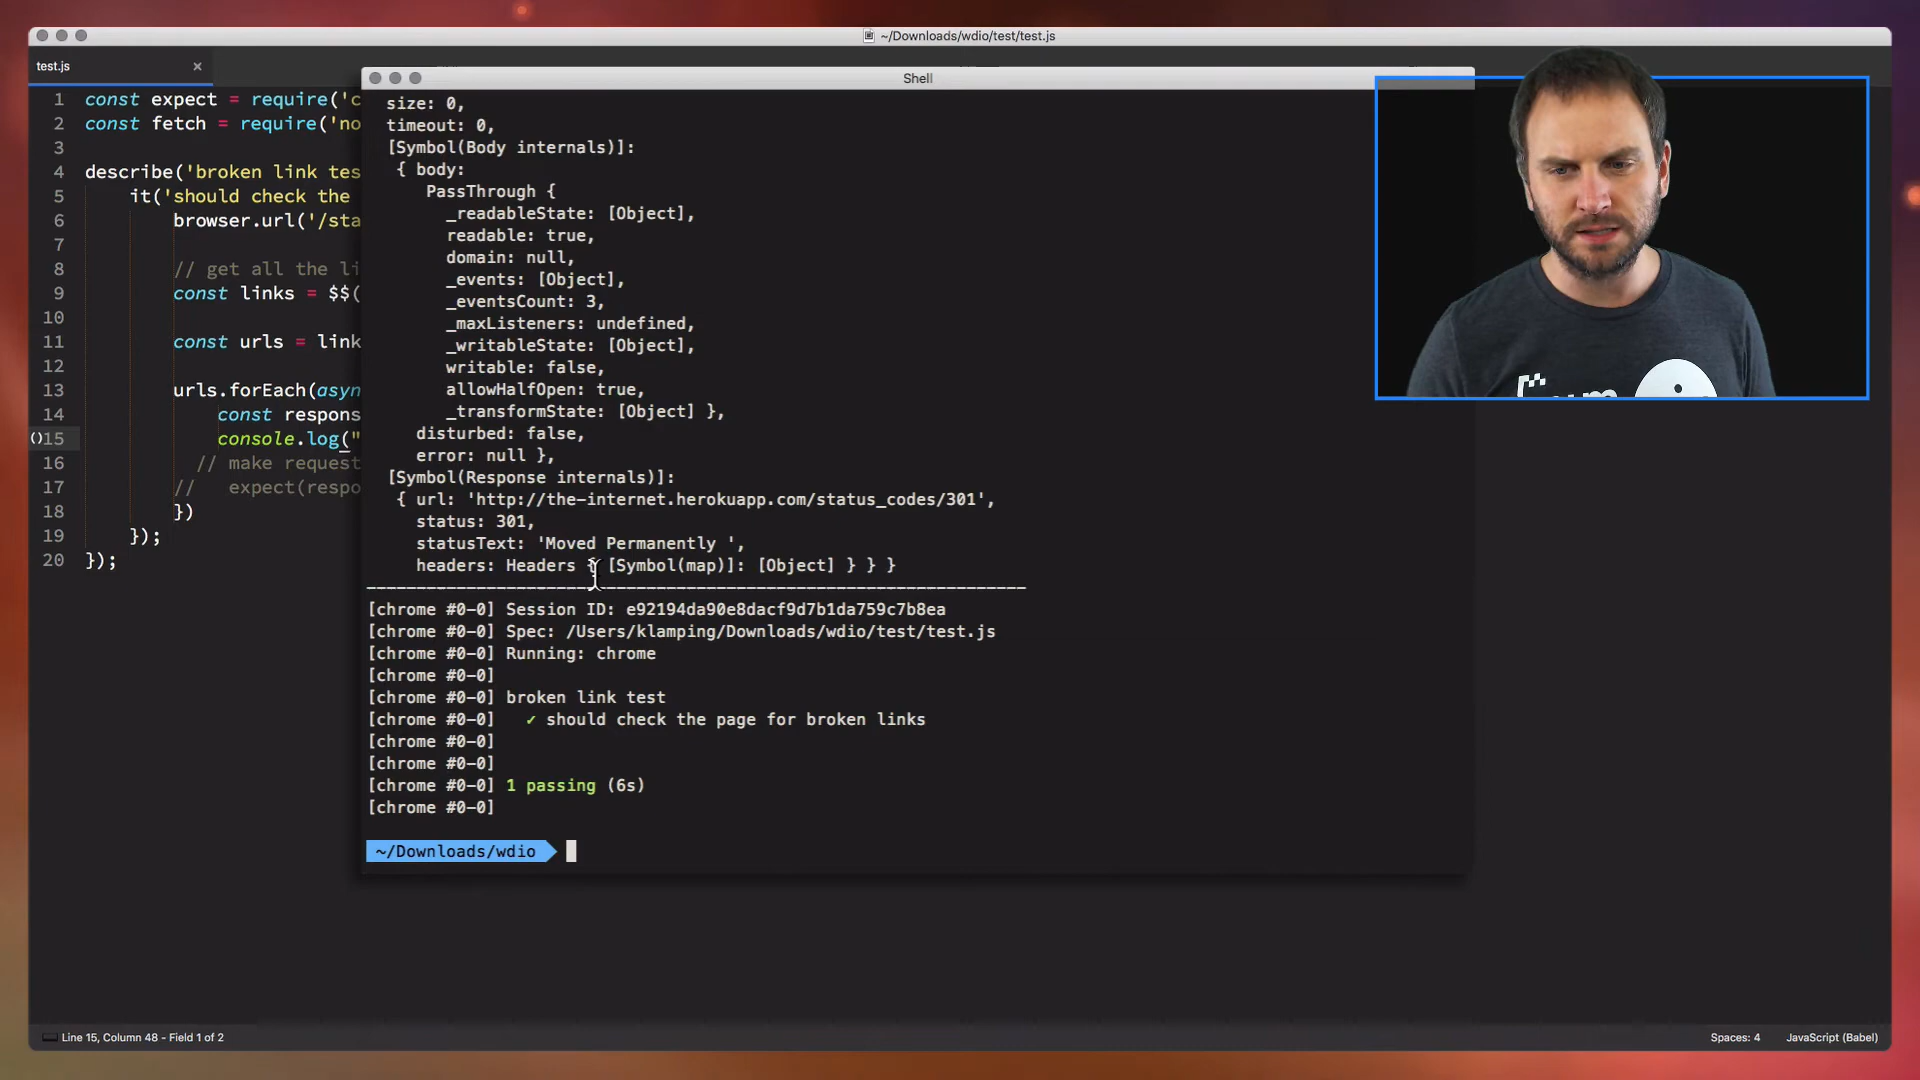 ~/Downloads/wdio/test/test.js
test.js
Shell
1 const expect = require('c
2 const fetch = require('no
3
4 describe('broken link tes
5 it('should check the
6 browser.url('/sta
7
8 // get all the li
9 const links = $$(
10
11 const urls = link
12
13 urls.forEach(asyn
14 const respons
15 console.log("
16 // make request
17 // expect(respo
18 })
19 });
20 });
size: 0,
timeout: 0,
[Symbol(Body internals)]:
{ body:
PassThrough {
_readableState: [Object],
readable: true,
domain: null,
_events: [Object],
_eventsCount: 3,
_maxListeners: undefined,
_writableState: [Object],
writable: false,
allowHalfOpen: true,
_transformState: [Object] },
disturbed: false,
error: null },
[Symbol(Response internals)]:
{ url: 'http://the-internet.herokuapp.com/status_codes/301',
status: 301,
statusText: 'Moved Permanently ',
headers: Headers { [Symbol(map)]: [Object] } } }
[chrome #0-0] Session ID: e92194da90e8dacf9d7b1da759c7b8ea
[chrome #0-0] Spec: /Users/klamping/Downloads/wdio/test/test.js
[chrome #0-0] Running: chrome
[chrome #0-0]
[chrome #0-0] broken link test
[chrome #0-0] ✓ should check the page for broken links
[chrome #0-0]
[chrome #0-0]
[chrome #0-0] 1 passing (6s)
[chrome #0-0]
~/Downloads/wdio
Line 15, Column 48 - Field 1 of 2
Spaces: 4
JavaScript (Babel)